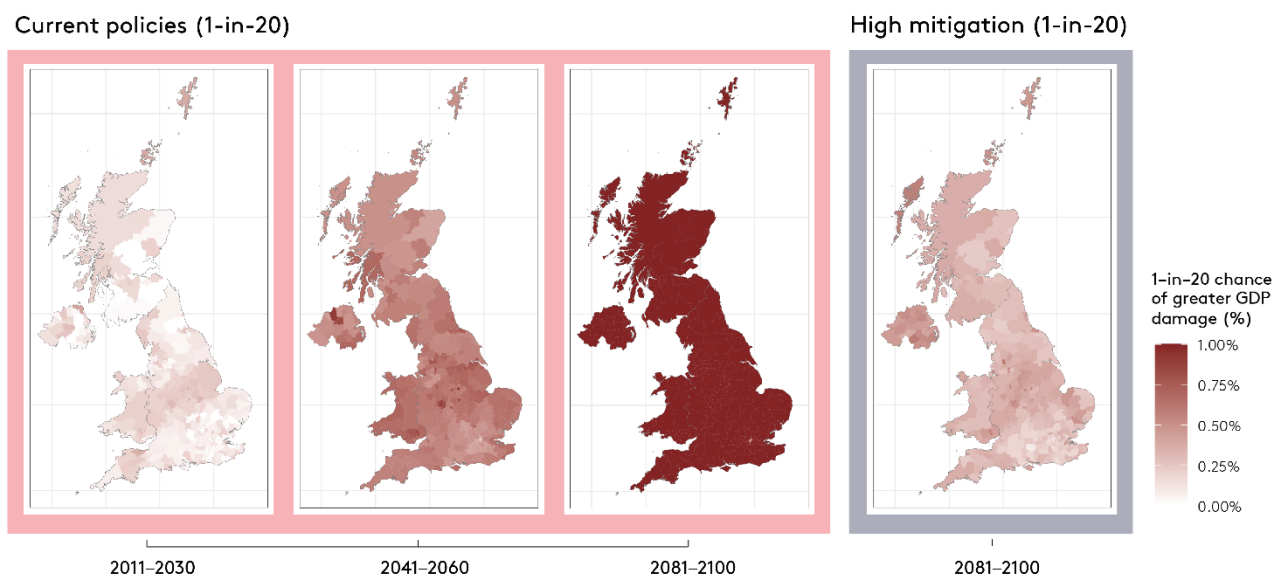 Current policies (1-in-20)
High mitigation (1-in-20)
1-in-20 chance
of greater GDP
damage (%)
1.00%
0.75%
0.50%
0.25%
0.00%
2011–2030
2041–2060
2081–2100
2081–2100